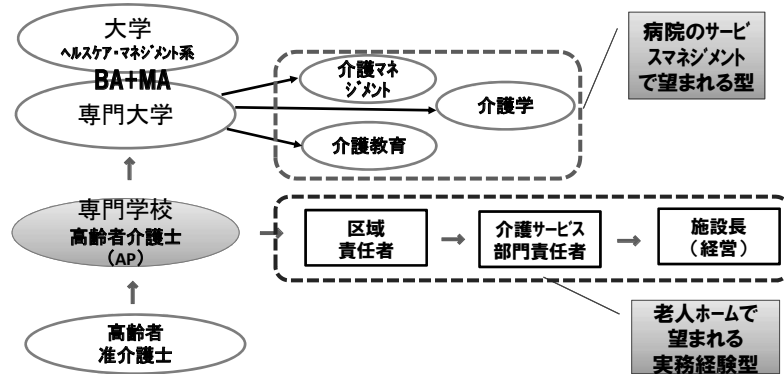 大学
ヘルスケア・マネジメント系
BA+MA
専門大学
介護マネ
ジメント
介護学
介護教育
病院のサービ
スマネジメント
で望まれる型
専門学校
高齢者介護士
（AP）
区域
責任者
介護サービス
部門責任者
施設長
（経営）
高齢者
准介護士
老人ホームで
望まれる
実務経験型